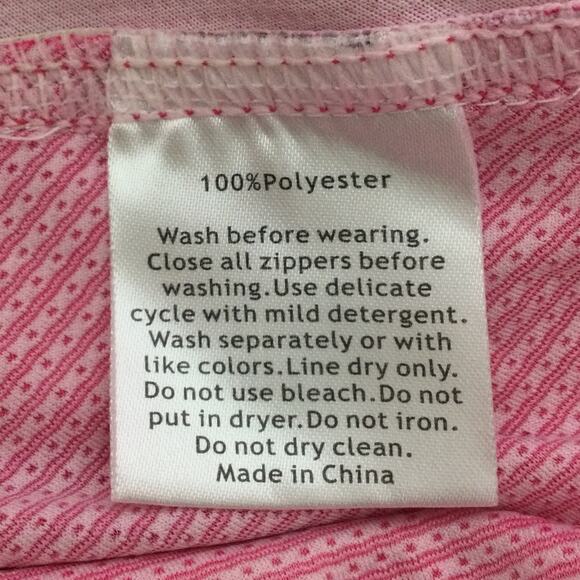 100%Polyester
Wash before wearing.
Close all zippers before
washing.Use delicate
cycle with mild detergent.
Wash separately or with
like colors.Line dry only.
Do not use bleach.Do not
put in dryer.Do not iron.
Do not dry clean.
Made in China